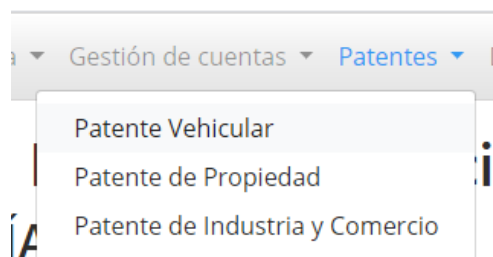 Gestión de cuentas Patentes
Patente Vehicular
Patente de Propiedad
Patente de Industria y Comercio